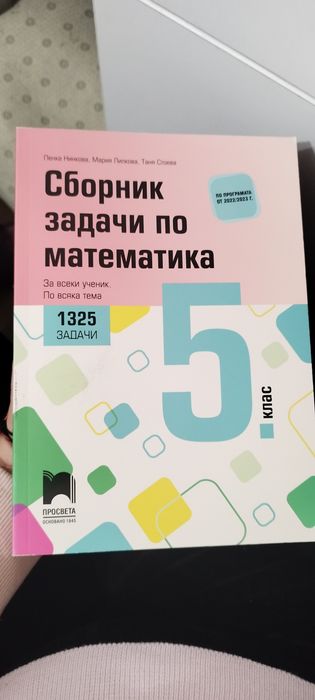 Пенка Нинкова, Мария Лилкова, Таня Стоева
Сборник
задачи по
математика
ПО ПРОГРАМАТА
ОТ 2022/2023 Г.
За всеки ученик.
По всяка тема
1325
ЗАДАЧИ
5.
клас
ПРОСВЕТА
ОСНОВАНО 1945